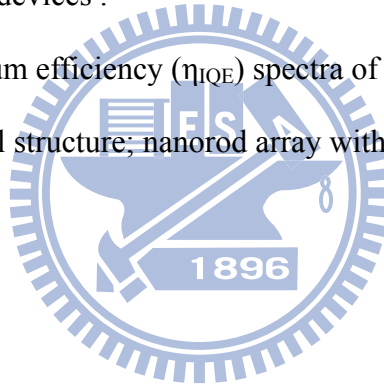 devices .
um efficiency (ηIQE) spectra of
l structure; nanorod array with
E S A
1896